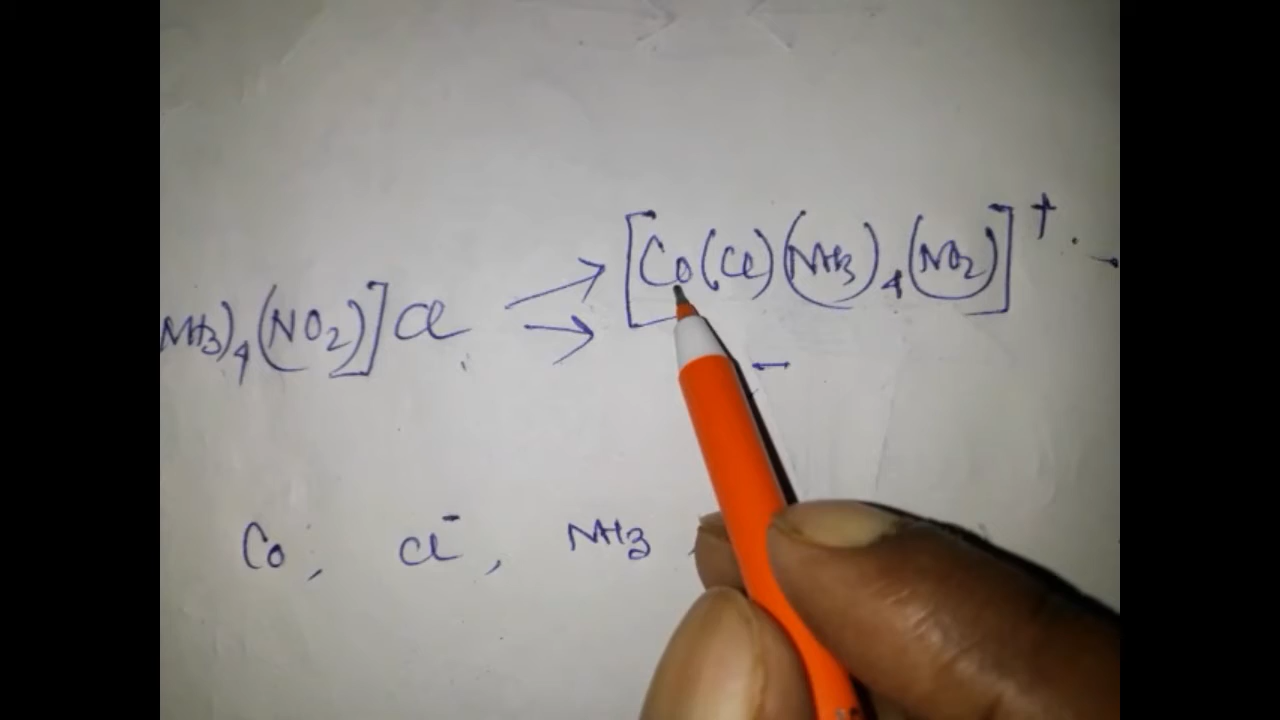 [Co(Cl)(NH3)4(NO2)]+
NH3)4(NO2)]Cl
Co, Cl-, NH3